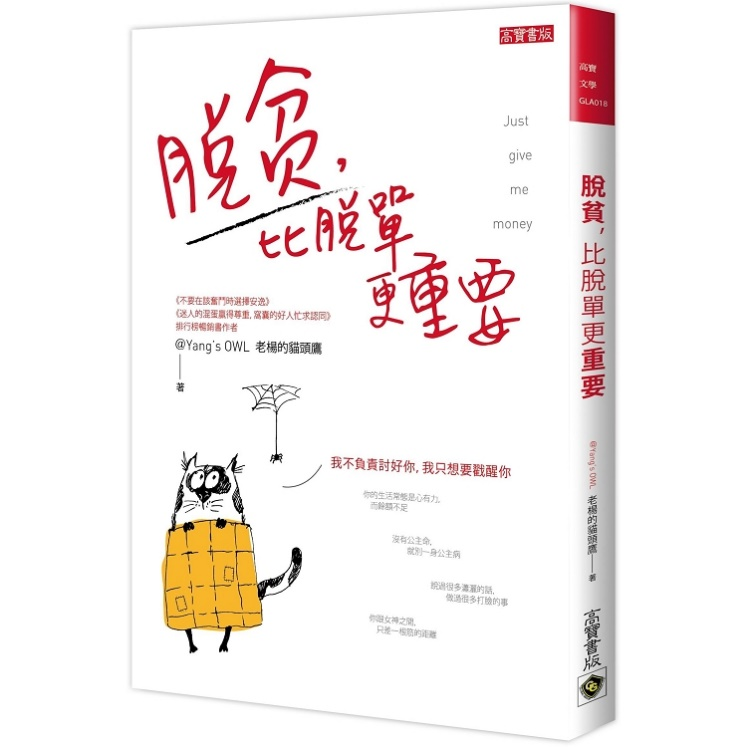 高寶書版
脫貧,
比脫單
更重要
Just
give
me
money
《不要在該奮鬥時選擇安逸》
《迷人的混蛋贏得尊重, 窩囊的好人忙求認同》
排行榜暢銷書作者
@Yang's OWL 老楊的貓頭鷹
著
我不負責討好你, 我只想要戳醒你
你的生活常態是心有力,
而餘額不足
沒有公主命,
就別一身公主病
說過很多瀟灑的話,
做過很多打臉的事
你跟女神之間,
只差一根筋的距離
高寶
文學
GLA018
脫貧, 比脫單更重要
@Yang's OWL 老楊的貓頭鷹 著
高寶書版